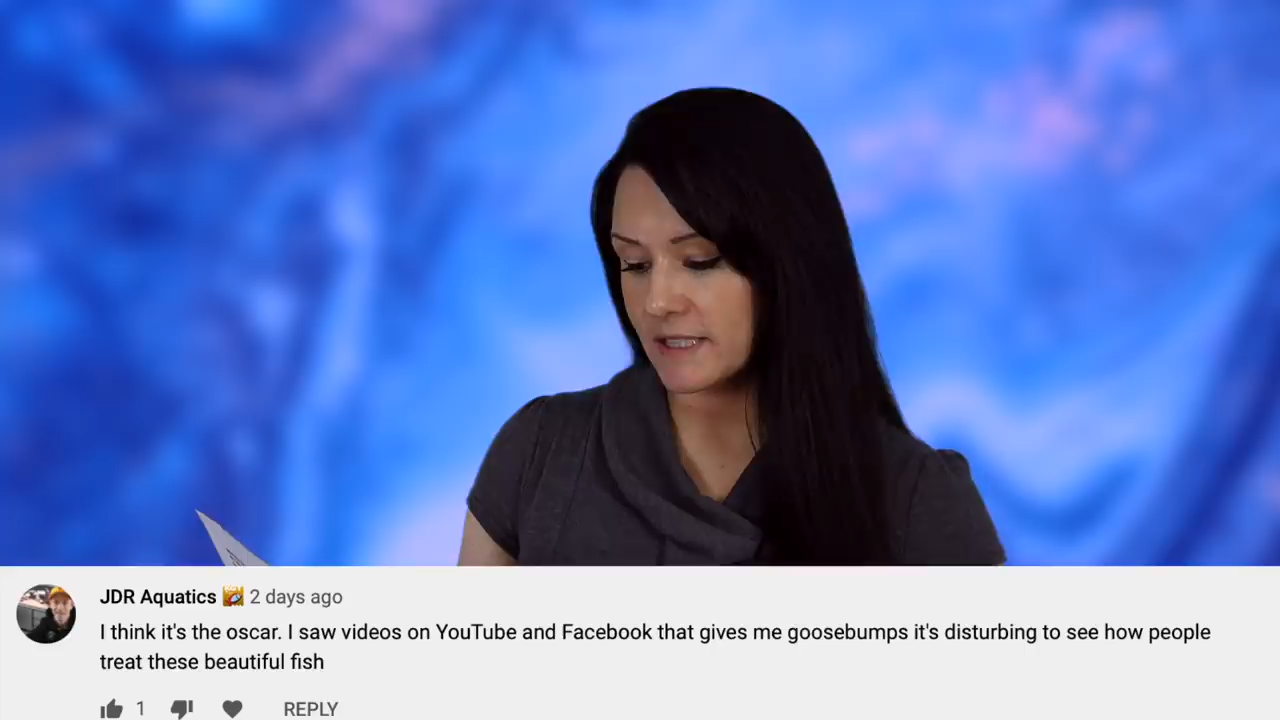 JDR Aquatics 2 days ago
I think it's the oscar. I saw videos on YouTube and Facebook that gives me goosebumps it's disturbing to see how people
treat these beautiful fish
1 REPLY